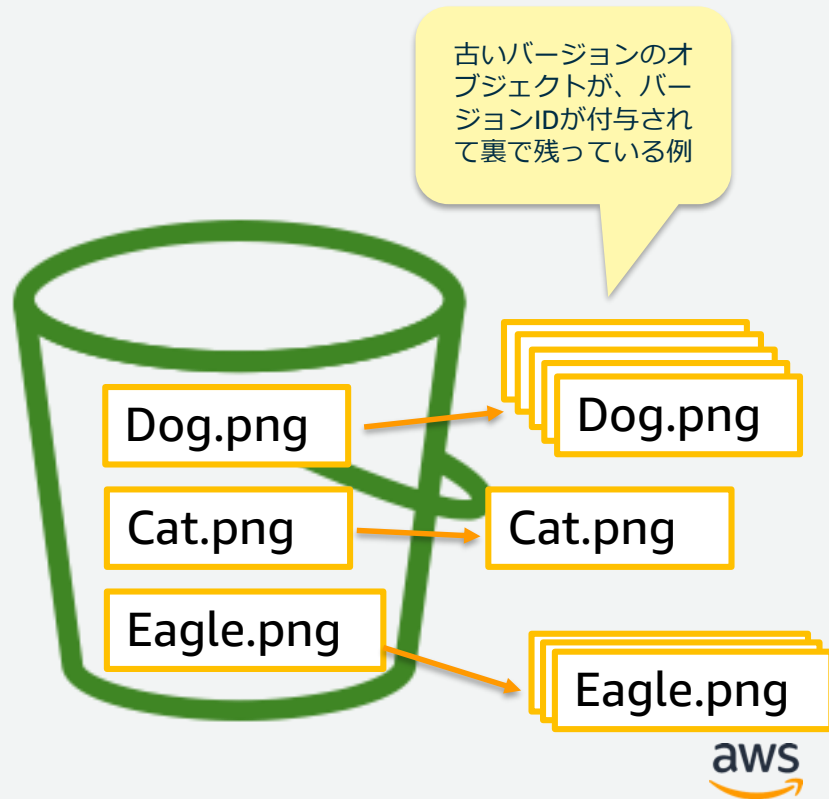 古いバージョンのオ
ブジェクトが、バー
ジョンIDが付与され
て裏で残っている例
Dog.png
Dog.png
Cat.png
Cat.png
Eagle.png
Eagle.png
aws